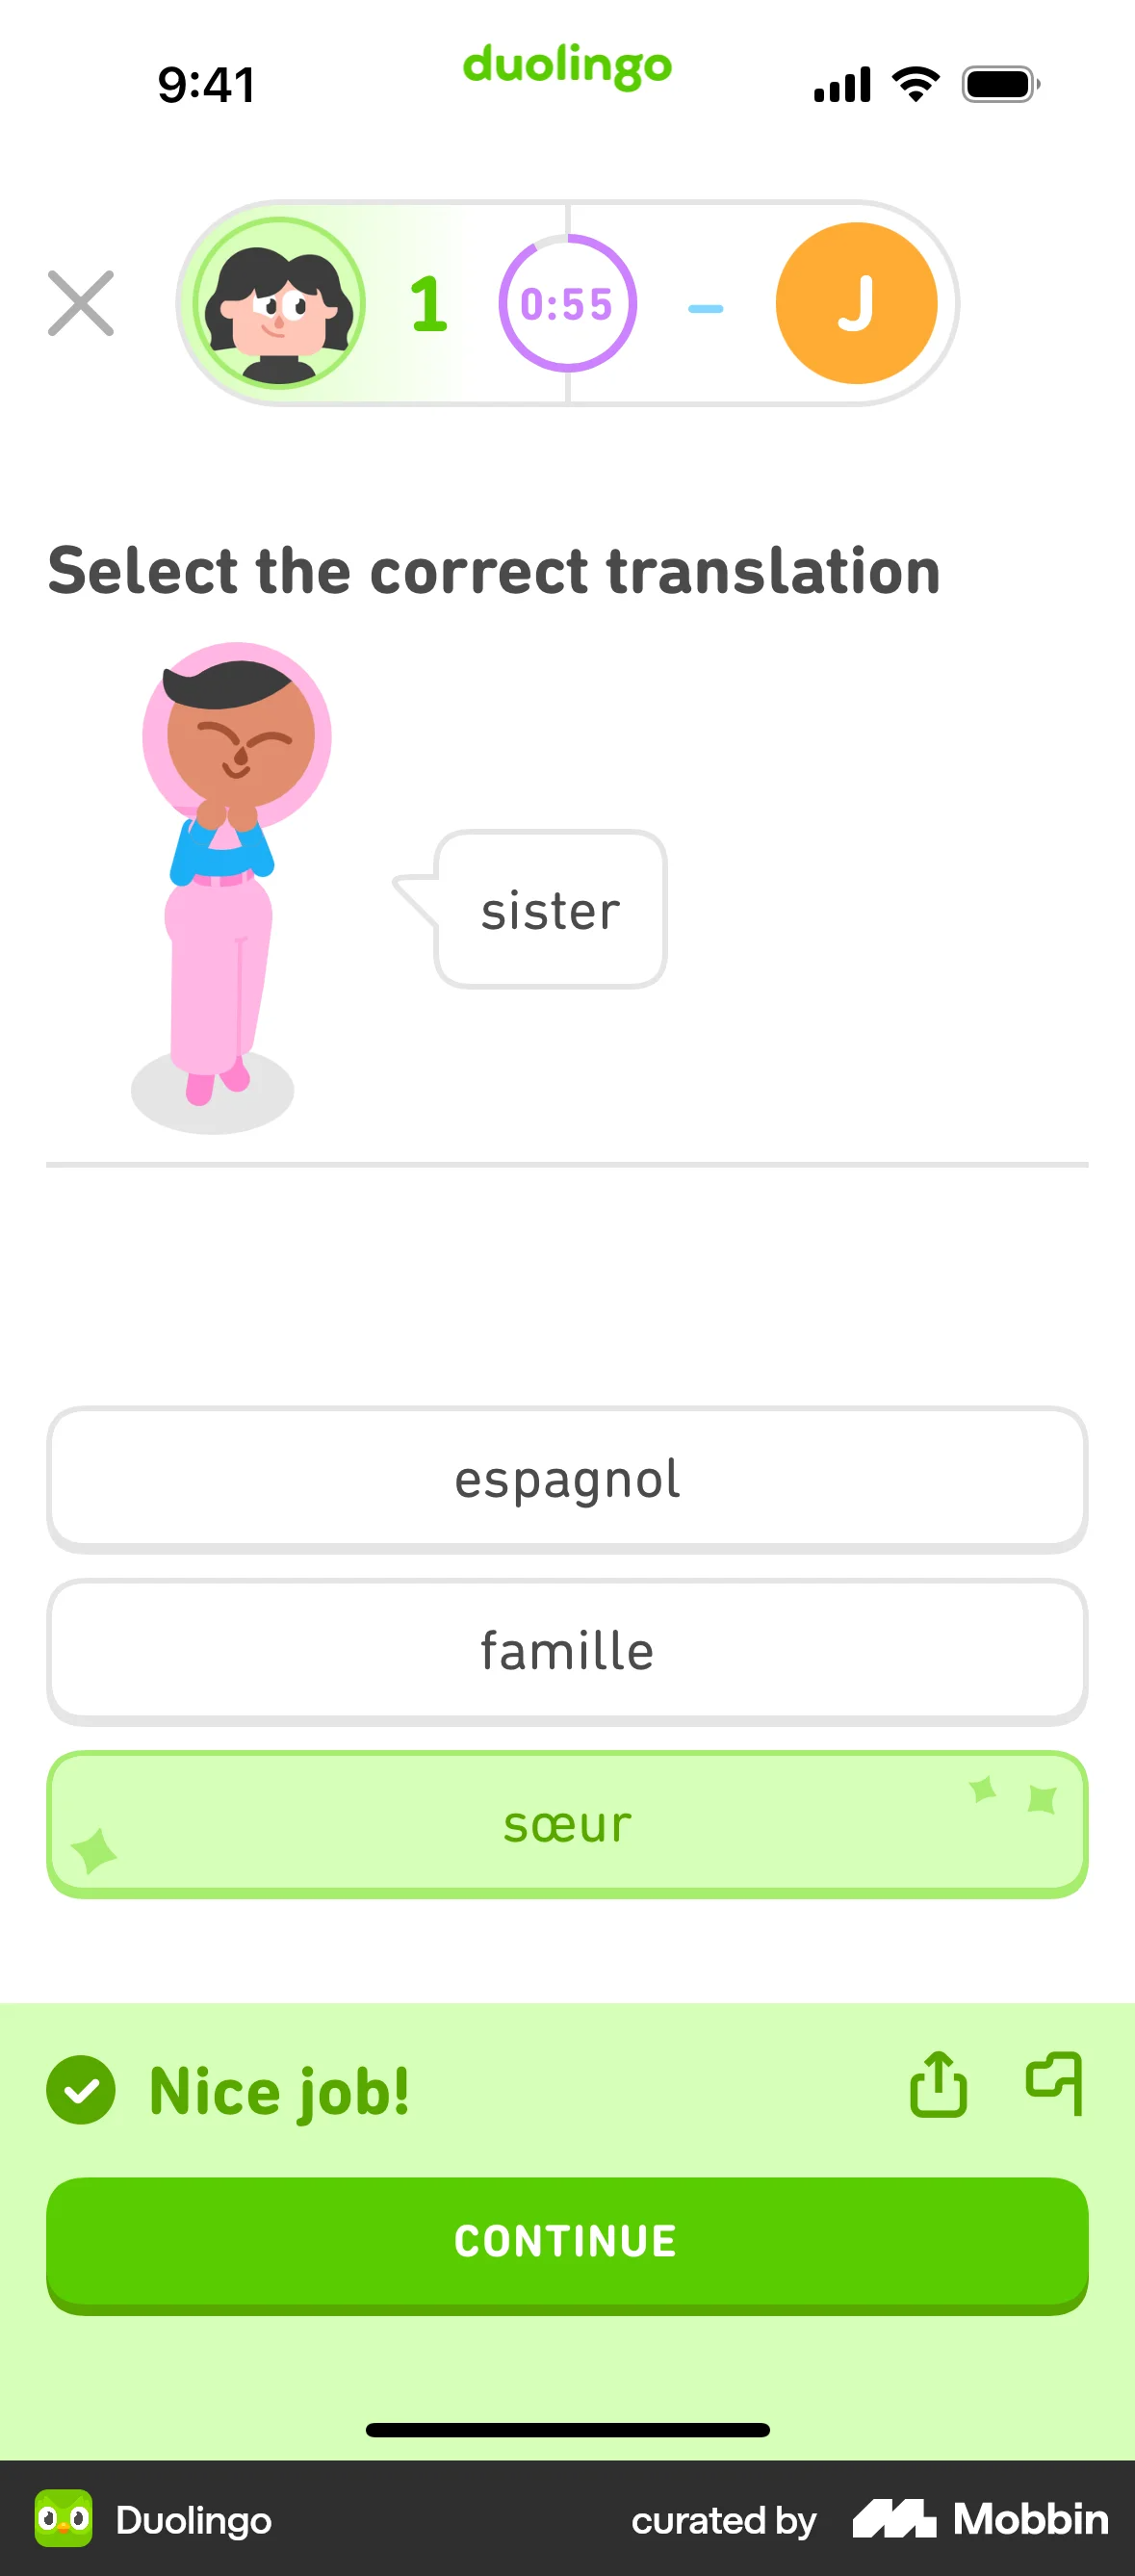 9:41
duolingo
1
0:55
-
J
Select the correct translation
sister
espagnol
famille
sœur
Nice job!
CONTINUE
Duolingo
curated by Mobbin